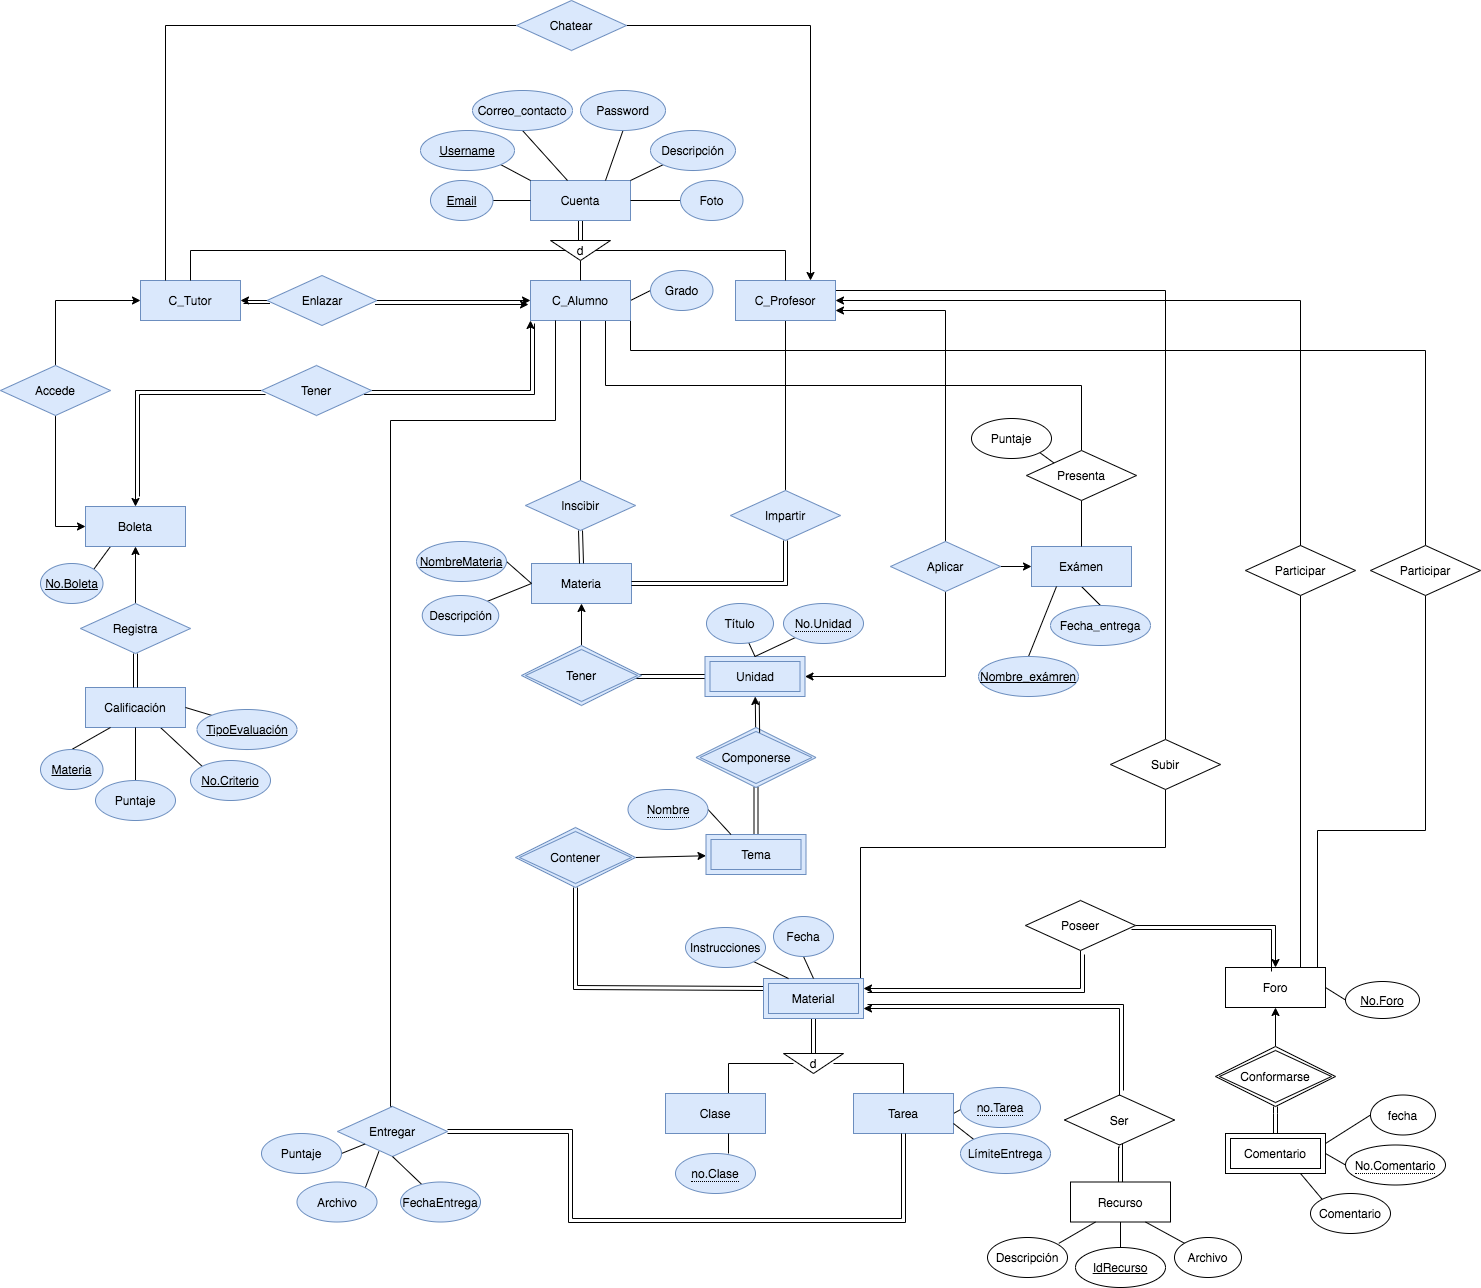 Chatear
Correo_contacto
Password
Username
Descripción
Email
Cuenta
Foto
d
C_Tutor
Enlazar
C_Alumno
Grado
C_Profesor
Accede
Tener
Puntaje
Presenta
Inscibir
Impartir
Boleta
No.Boleta
NombreMateria
Materia
Descripción
Aplicar
Exámen
Participar
Participar
Fecha_entrega
Nombre_exámren
Registra
Título
No.Unidad
Tener
Unidad
Calificación
TipoEvaluación
Materia
No.Criterio
Puntaje
Componerse
Subir
Nombre
Contener
Tema
Instrucciones
Fecha
Poseer
Material
Foro
No.Foro
d
Conformarse
Clase
Tarea
no.Tarea
LímiteEntrega
no.Clase
Ser
fecha
Comentario
No.Comentario
Comentario
Entregar
Puntaje
Archivo
FechaEntrega
Recurso
Descripción
IdRecurso
Archivo